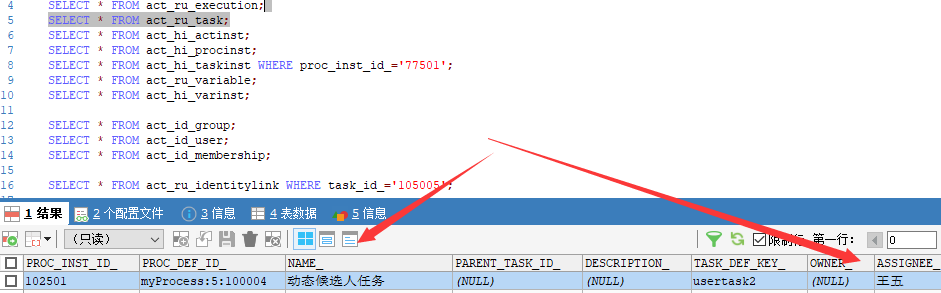 4 SELECT * FROM act_ru_execution;
5 SELECT * FROM act_ru_task;
6 SELECT * FROM act_hi_actinst;
7 SELECT * FROM act_hi_procinst;
8 SELECT * FROM act_hi_taskinst WHERE proc_inst_id_='77501';
9 SELECT * FROM act_ru_variable;
10 SELECT * FROM act_hi_varinst;
11
12 SELECT * FROM act_id_group;
13 SELECT * FROM act_id_user;
14 SELECT * FROM act_id_membership;
15
16 SELECT * FROM act_ru_identitylink WHERE task_id_='105005';
1 结果 2 个配置文件 3 信息 4 表数据 5 信息
(只读) 限制行 第一行: 0
PROC_INST_ID_ PROC_DEF_ID_ NAME_ PARENT_TASK_ID_ DESCRIPTION_ TASK_DEF_KEY_ OWNER_ ASSIGNEE_
102501 myProcess:5:100004 动态候选人任务 (NULL) (NULL) usertask2 (NULL) 王五